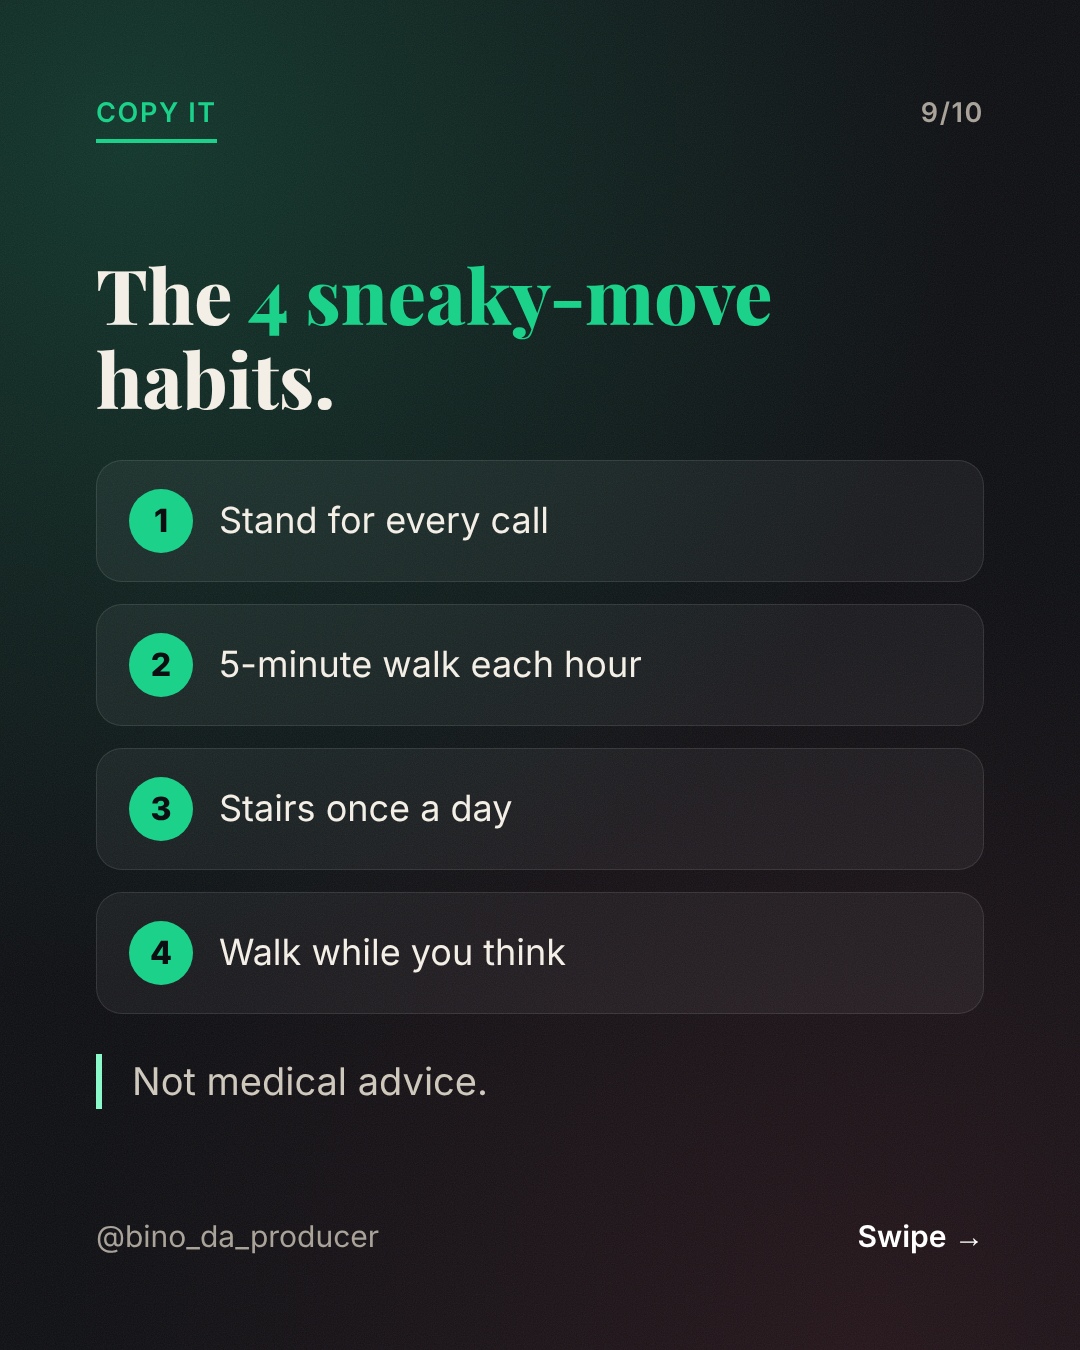 COPY IT
9/10
The 4 sneaky-move
habits.
1 Stand for every call
2 5-minute walk each hour
3 Stairs once a day
4 Walk while you think
Not medical advice.
@bino_da_producer
Swipe →